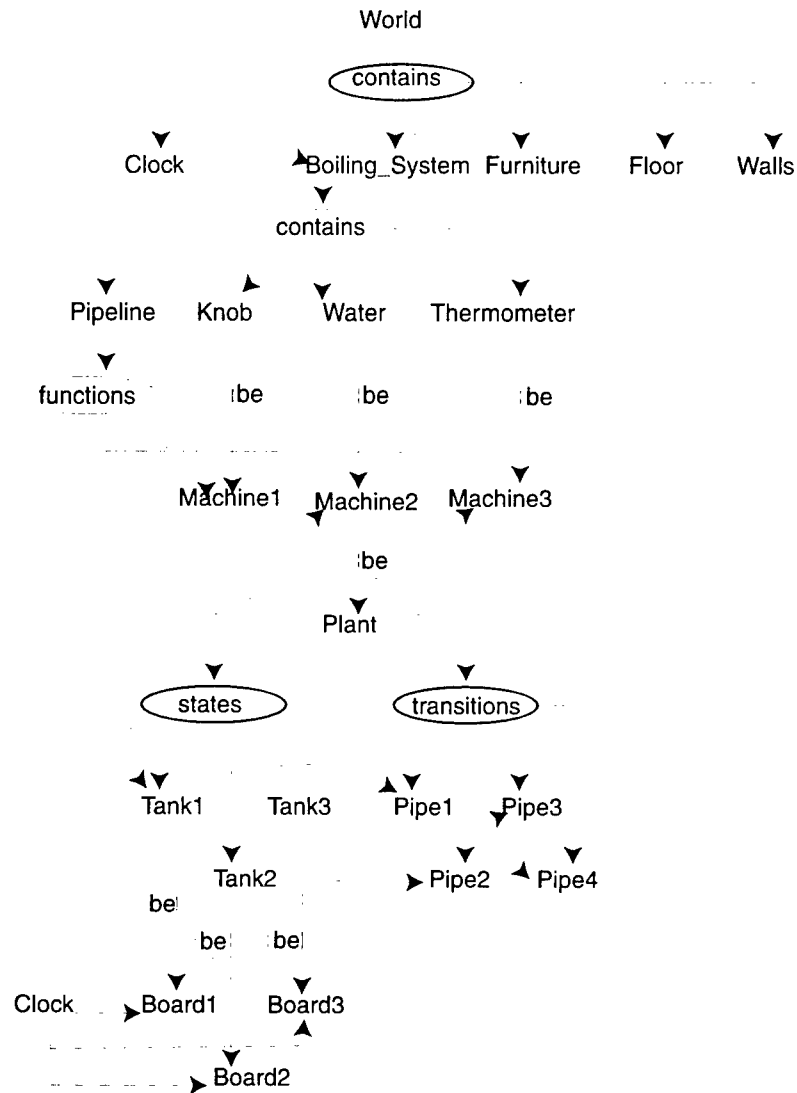 World
contains
Clock Boiling_System Furniture Floor Walls
contains
Pipeline Knob Water Thermometer
functions be be be
Machine1 Machine2 Machine3
be
Plant
states transitions
Tank1 Tank3 Pipe1 Pipe3
Tank2 Pipe2 Pipe4
be
be be
Clock Board1 Board3
Board2